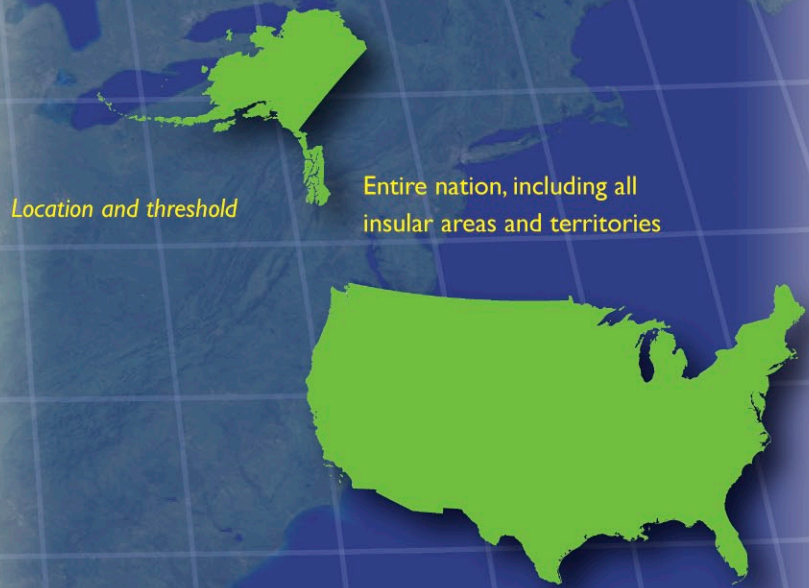 Location and threshold
Entire nation, including all
insular areas and territories